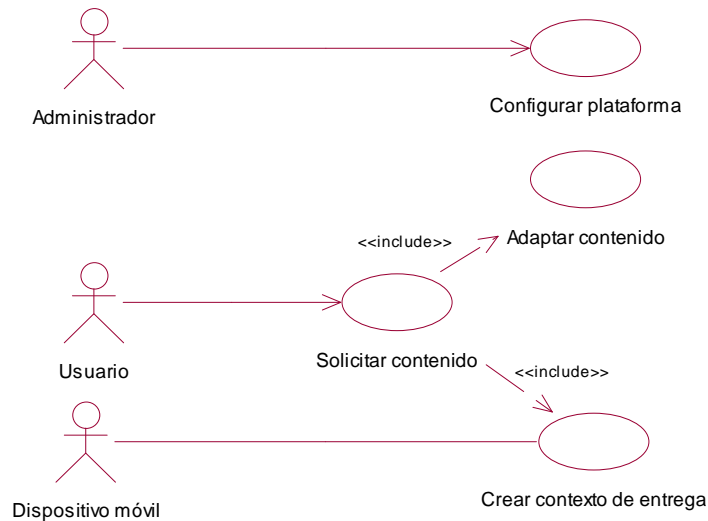 Administrador
Configurar plataforma
<<include>>
Adaptar contenido
Usuario
Solicitar contenido
<<include>>
Dispositivo móvil
Crear contexto de entrega